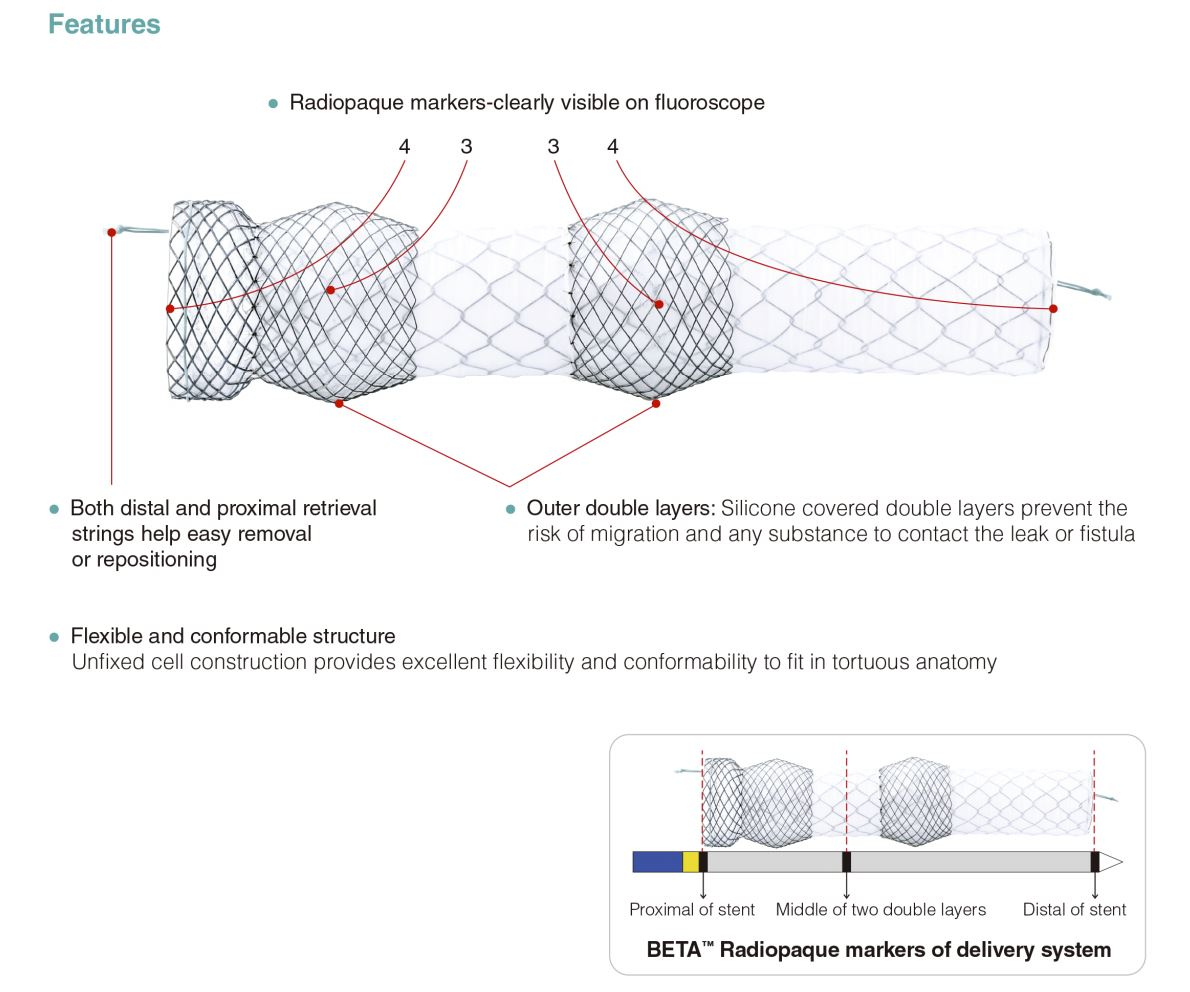 Features
Radiopaque markers-clearly visible on fluoroscope
4 3 3 4
Both distal and proximal retrieval
strings help easy removal
or repositioning
Outer double layers: Silicone covered double layers prevent the
risk of migration and any substance to contact the leak or fistula
Flexible and conformable structure
Unfixed cell construction provides excellent flexibility and conformability to fit in tortuous anatomy
Proximal of stent Middle of two double layers Distal of stent
BETA™ Radiopaque markers of delivery system